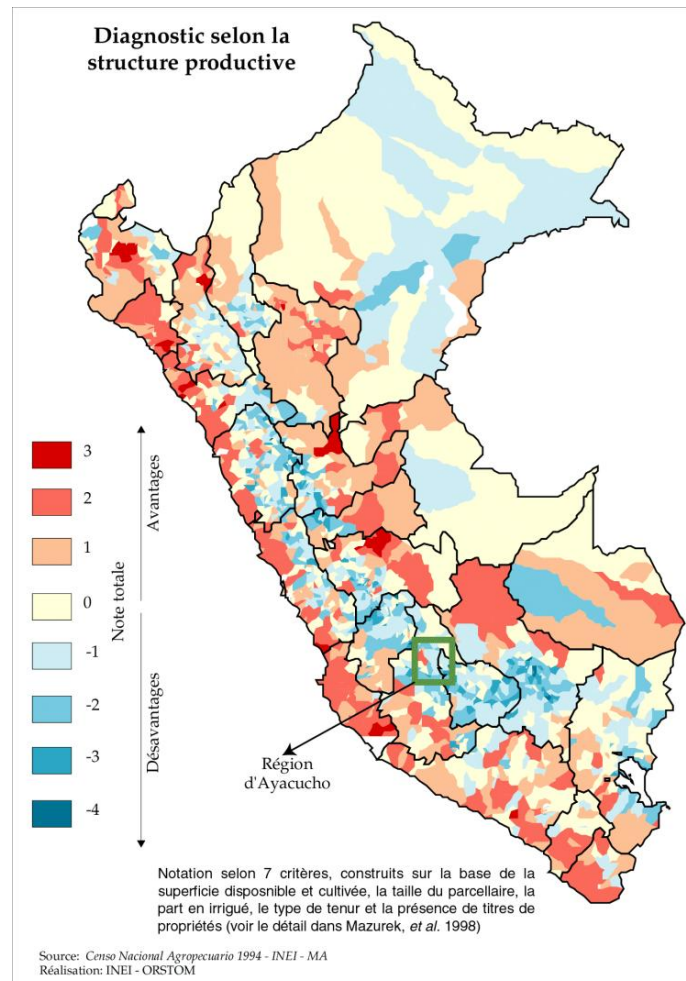 Diagnostic selon la
structure productive
Avantages
Note totale
Désavantages
3
2
1
0
-1
-2
-3
-4
Région
d'Ayacucho
Notation selon 7 critères, construits sur la base de la
superficie disposnible et cultivée, la taille du parcellaire, la
part en irrigué, le type de tenur et la présence de titres de
propriétés (voir le détail dans Mazurek, et al. 1998)
Source: Censo Nacional Agropecuario 1994 - INEI - MA
Réalisation: INEI - ORSTOM